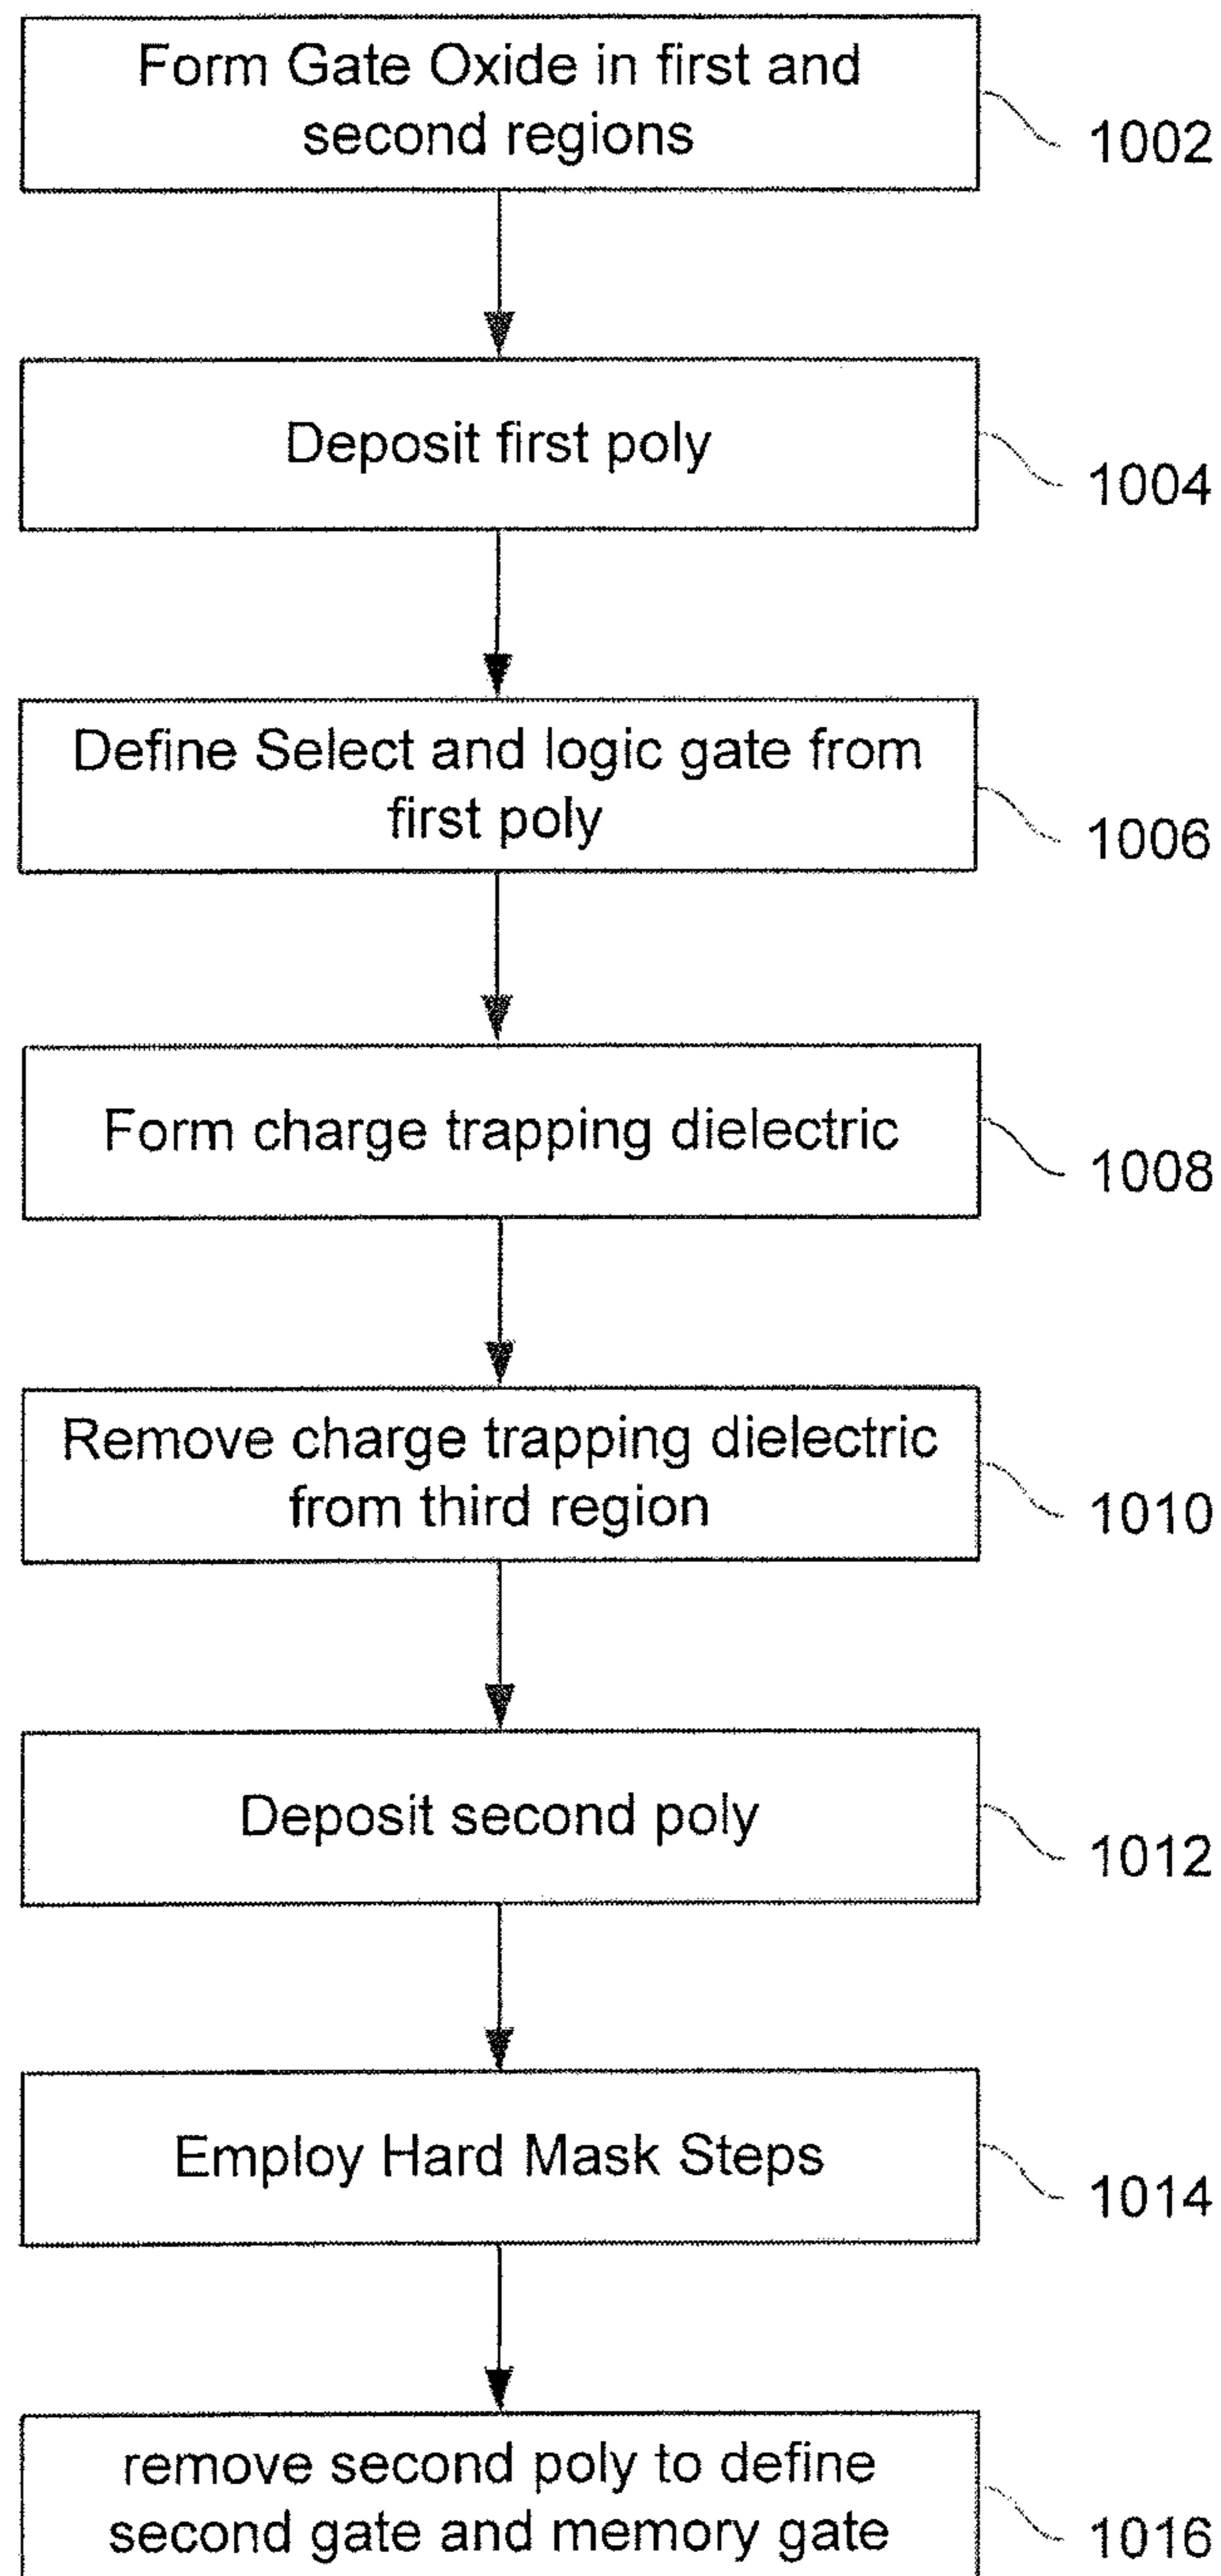 Form Gate Oxide in first and
second regions
1002
Deposit first poly
1004
Define Select and logic gate from
first poly
1006
Form charge trapping dielectric
1008
Remove charge trapping dielectric
from third region
1010
Deposit second poly
1012
Employ Hard Mask Steps
1014
remove second poly to define
second gate and memory gate
1016